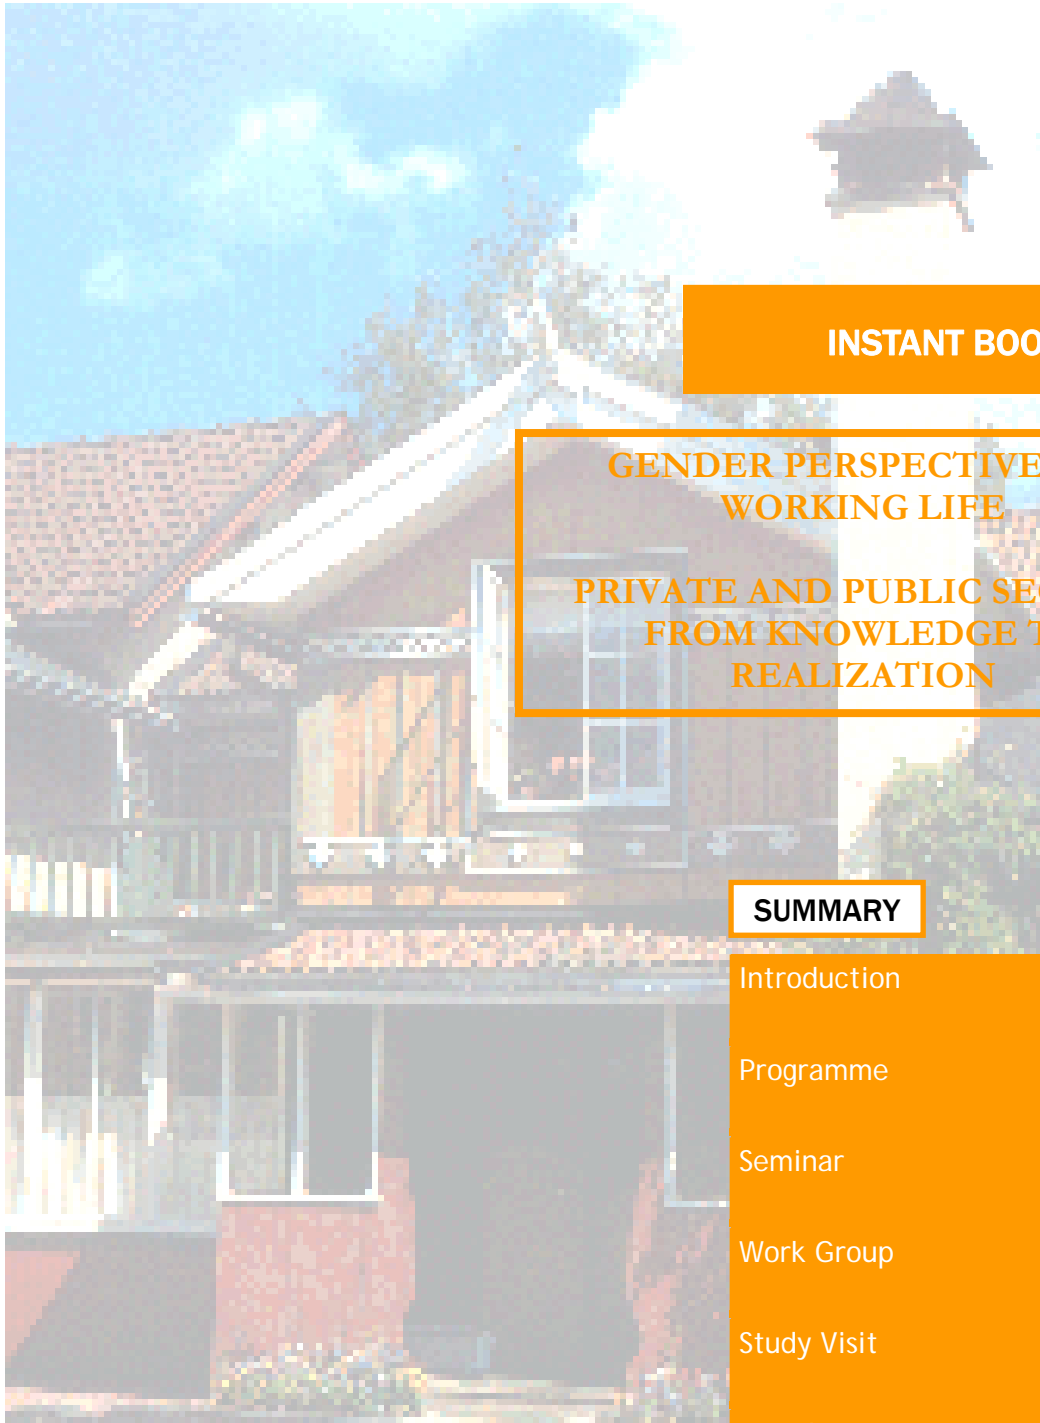 INSTANT BOO
GENDER PERSPECTIVE
WORKING LIFE
PRIVATE AND PUBLIC SE
FROM KNOWLEDGE T
REALIZATION
SUMMARY
Introduction
Programme
Seminar
Work Group
Study Visit